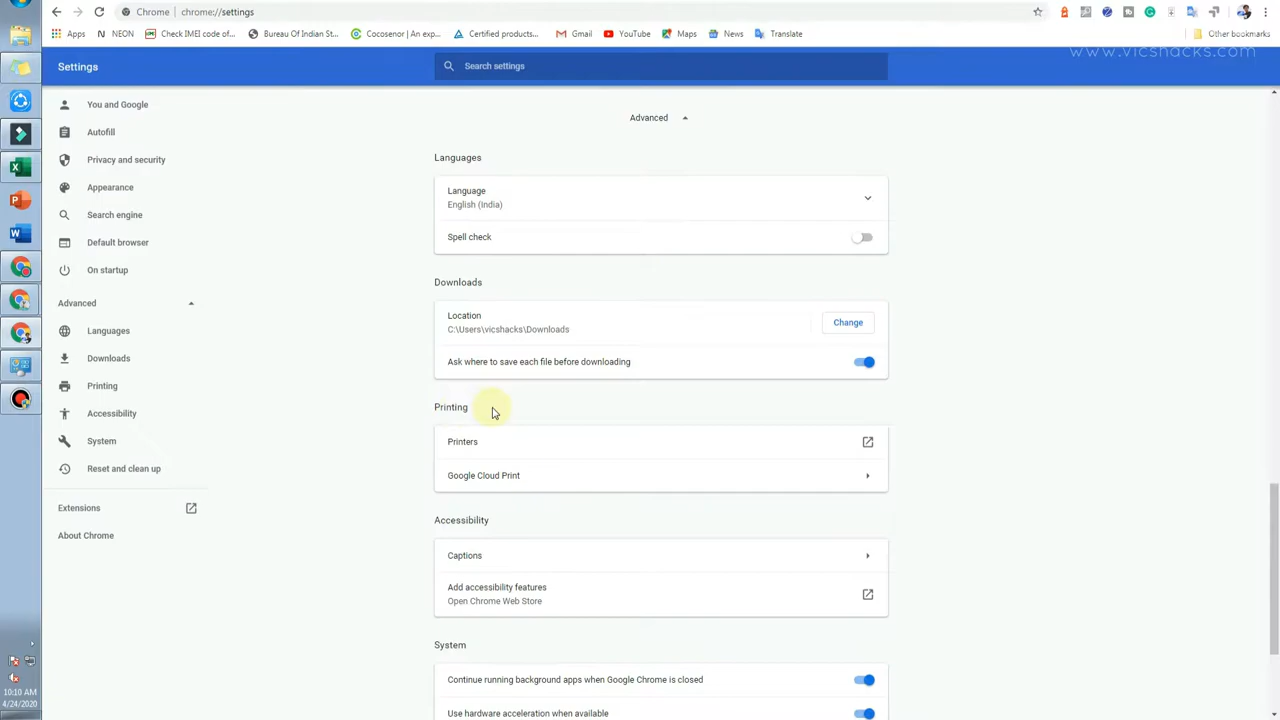 Chrome | chrome://settings
Apps
NEON
Check IMEI code of...
Bureau Of Indian St...
Cocosenor | An exp...
Certified products...
Gmail
YouTube
Maps
News
Translate
Other bookmarks
www.vicshacks.com
Settings
Search settings
You and Google
Autofill
Privacy and security
Appearance
Search engine
Default browser
On startup
Advanced
Languages
Downloads
Printing
Accessibility
System
Reset and clean up
Extensions
About Chrome
Advanced
Languages
Language
English (India)
Spell check
Downloads
Location
C:\Users\vicshacks\Downloads
Change
Ask where to save each file before downloading
Printing
Printers
Google Cloud Print
Accessibility
Captions
Add accessibility features
Open Chrome Web Store
System
Continue running background apps when Google Chrome is closed
Use hardware acceleration when available
10:10 AM
4/24/2020